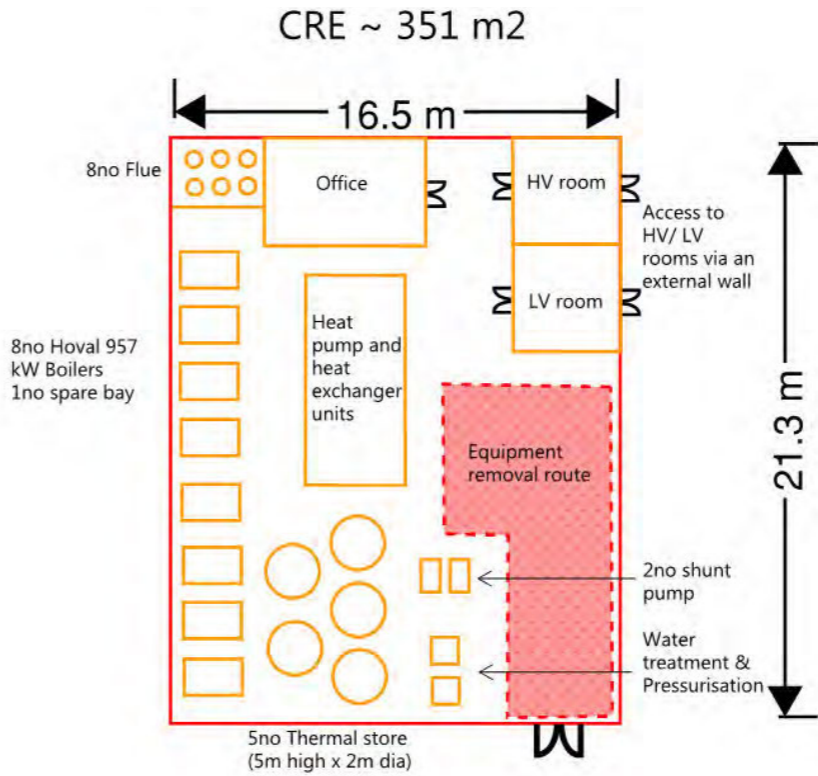 CRE ~ 351 m2
16.5 m
8no Flue
Office
HV room
Access to
HV/ LV
rooms via an
external wall
LV room
8no Hoval 957
kW Boilers
1no spare bay
Heat
pump and
heat
exchanger
units
21.3 m
Equipment
removal route
2no shunt
pump
Water
treatment &
Pressurisation
5no Thermal store
(5m high x 2m dia)